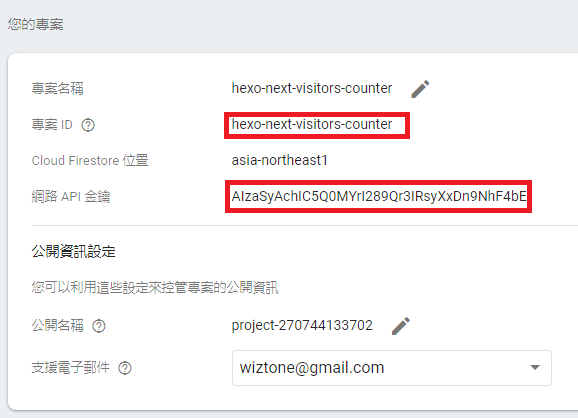 您的專案
專案名稱 hexo-next-visitors-counter
專案 ID hexo-next-visitors-counter
Cloud Firestore 位置 asia-northeast1
網路 API 金鑰 AIzaSyAchIC5Q0MYrI289Qr3IRsyXxDn9NhF4bE
公開資訊設定
您可以利用這些設定來控管專案的公開資訊
公開名稱 project-270744133702
支援電子郵件 wiztone@gmail.com